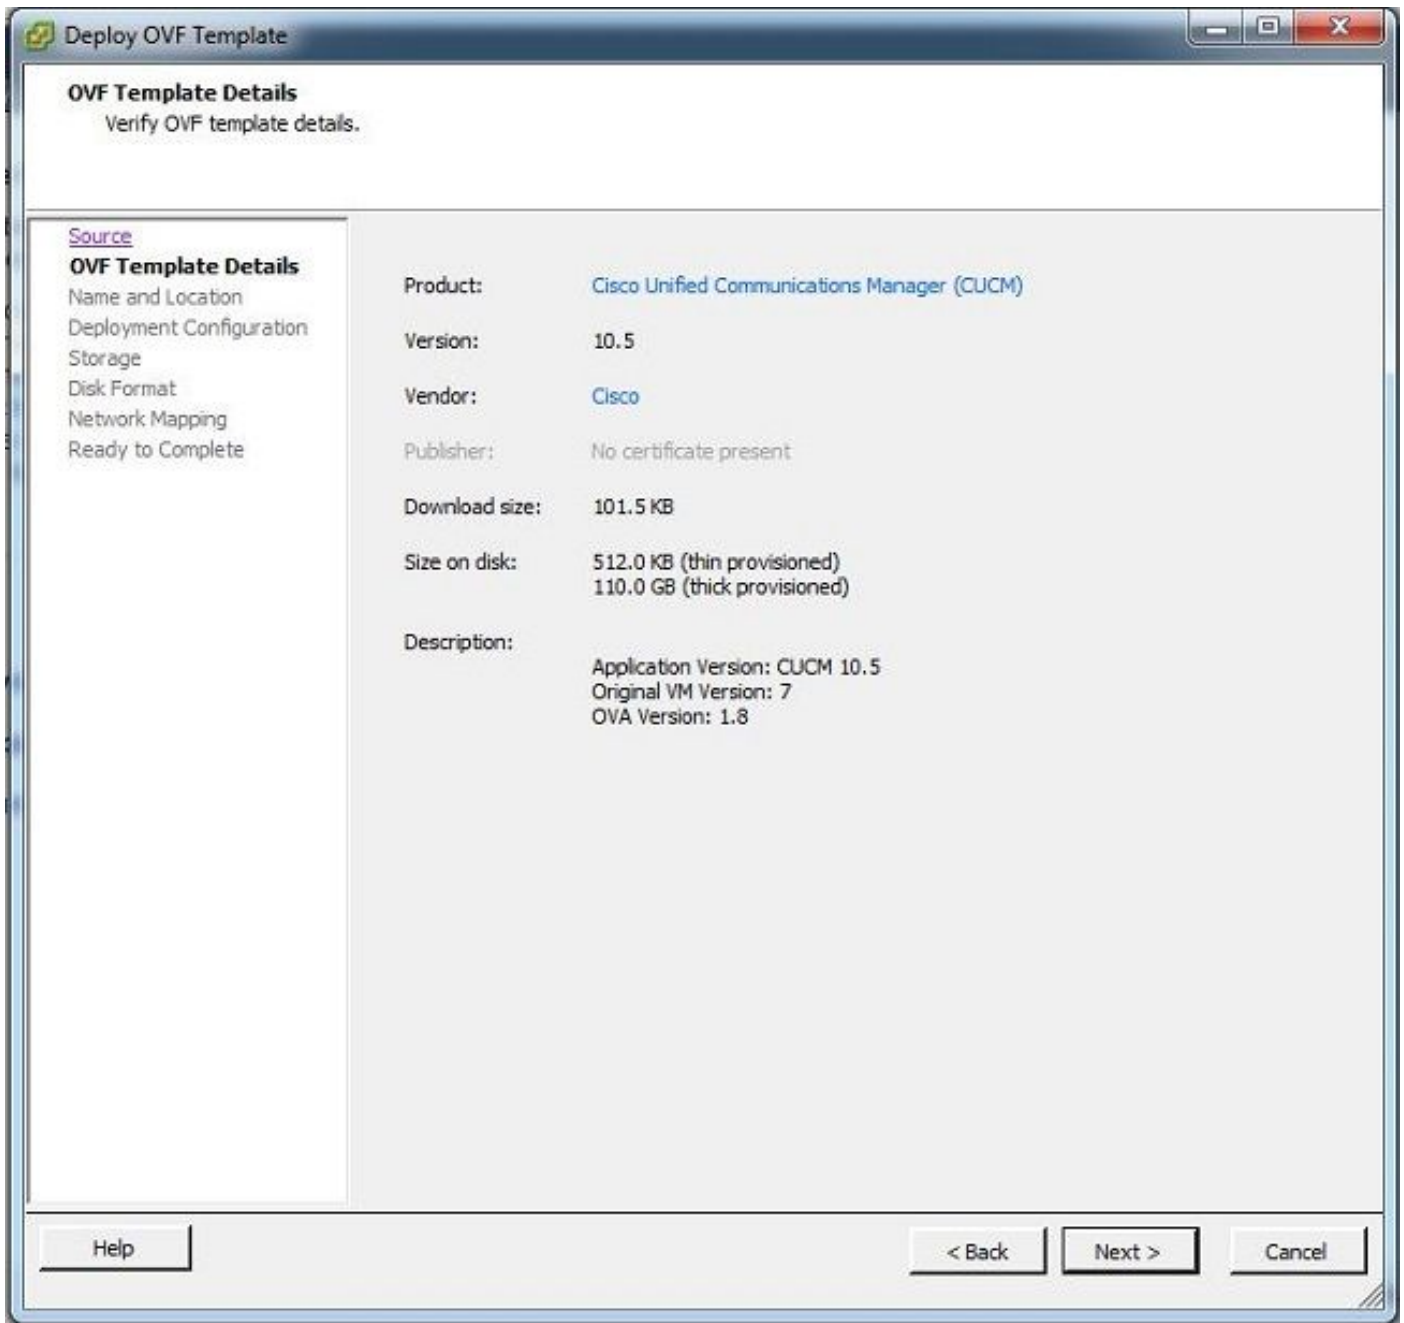 Deploy OVF Template
OVF Template Details
Verify OVF template details.
Source
OVF Template Details
Name and Location
Deployment Configuration
Storage
Disk Format
Network Mapping
Ready to Complete
Product: Cisco Unified Communications Manager (CUCM)
Version: 10.5
Vendor: Cisco
Publisher: No certificate present
Download size: 101.5 KB
Size on disk: 512.0 KB (thin provisioned)
110.0 GB (thick provisioned)
Description:
Application Version: CUCM 10.5
Original VM Version: 7
OVA Version: 1.8
Help < Back Next > Cancel